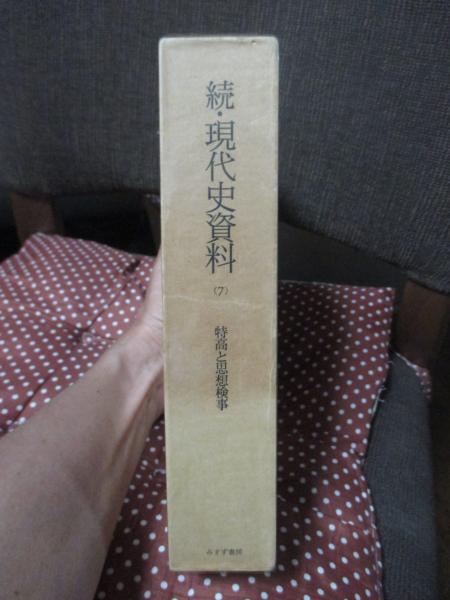 続・現代史資料
(7)
特高と思想検事
みすず書房